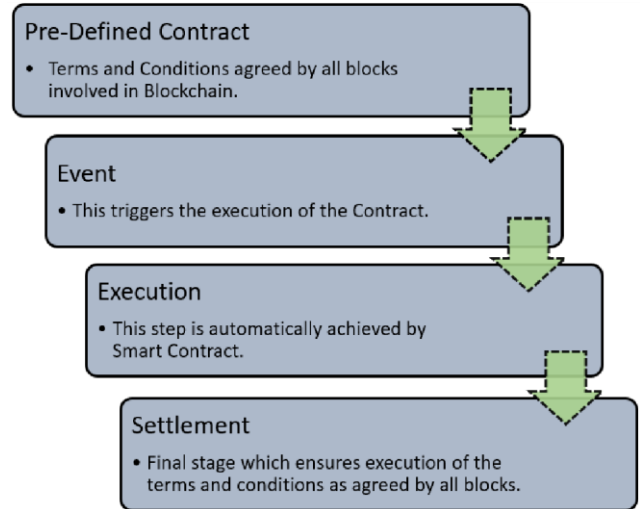 Pre-Defined Contract
• Terms and Conditions agreed by all blocks
involved in Blockchain.
Event
• This triggers the execution of the Contract.
Execution
• This step is automatically achieved by
Smart Contract.
Settlement
• Final stage which ensures execution of the
terms and conditions as agreed by all blocks.